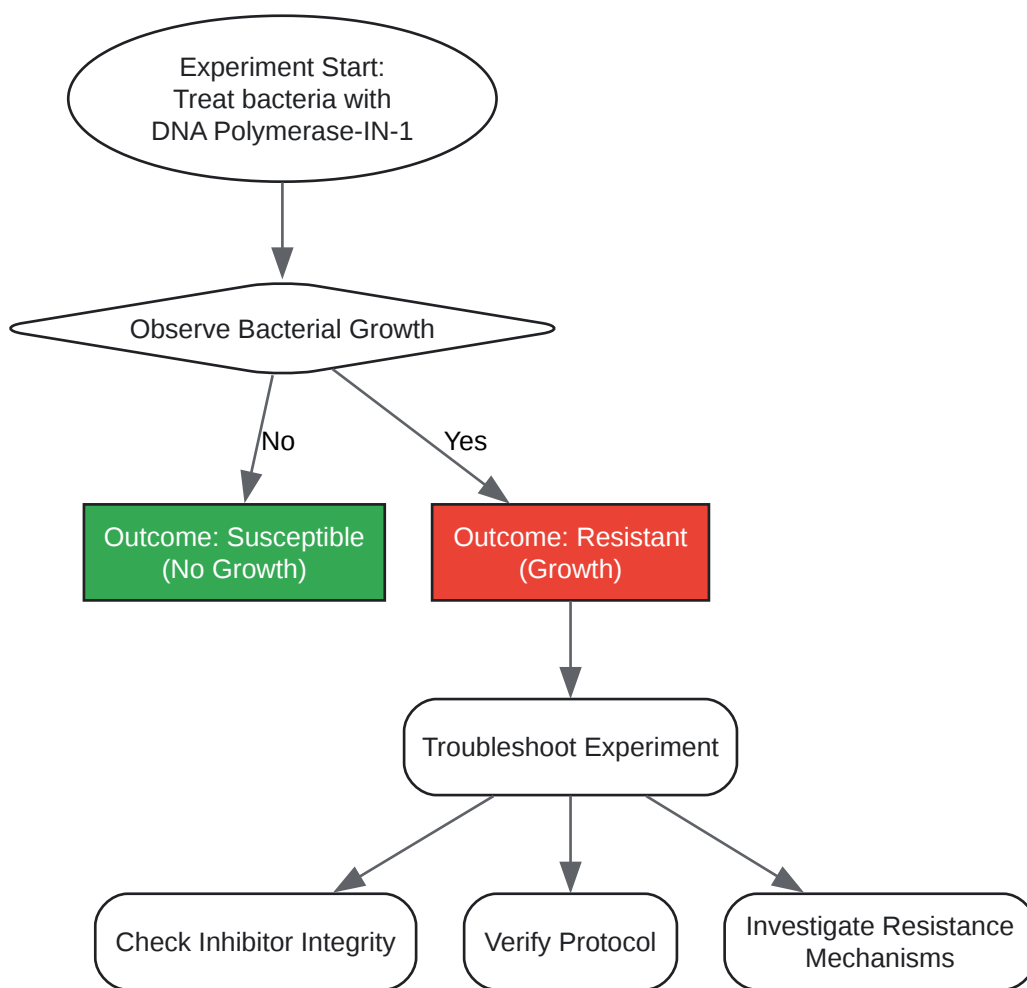 Experiment Start:
Treat bacteria with
DNA Polymerase-IN-1
Observe Bacterial Growth
No
Yes
Outcome: Susceptible
(No Growth)
Outcome: Resistant
(Growth)
Troubleshoot Experiment
Check Inhibitor Integrity
Verify Protocol
Investigate Resistance
Mechanisms